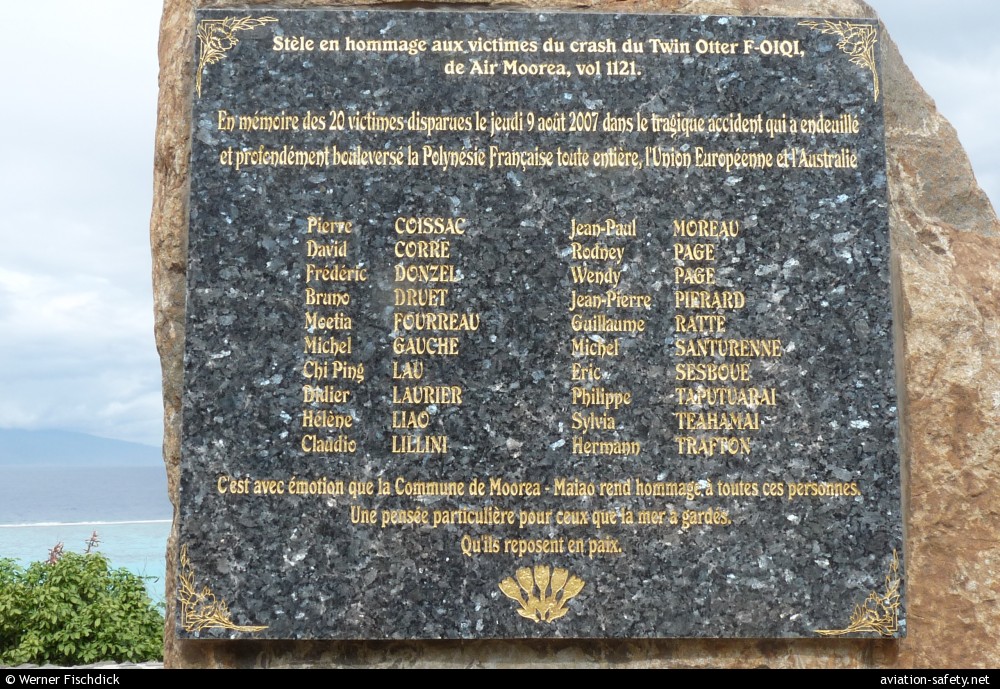 Stèle en hommage aux victimes du crash du Twin Otter F-OIQI,
de Air Moorea, vol 1121.
En mémoire des 20 victimes disparues le jeudi 9 août 2007 dans le tragique accident qui a endeuillé
et profondément bouleversé la Polynésie Française toute entière, l'Union Européenne et l'Australie
Pierre COISSAC Jean-Paul MOREAU
David CORRE Rodney PAGE
Frédéric DONZEL Wendy PAGE
Bruno DRUET Jean-Pierre PIERARD
Moetia FOURREAU Guillaume RATTE
Michel GAUCHE Michel SANTURENNE
Chi Ping LAU Eric SESBOUE
Didier LAURIER Philippe TAPUTUARAI
Hélène LIAO Sylvia TEAHAMAI
Claudio LILLINI Hermann TRAFTON
C'est avec émotion que la Commune de Moorea - Maiao rend hommage à toutes ces personnes.
Une pensée particulière pour ceux que la mer à gardés.
Qu'ils reposent en paix.
© Werner Fischdick
aviation-safety.net